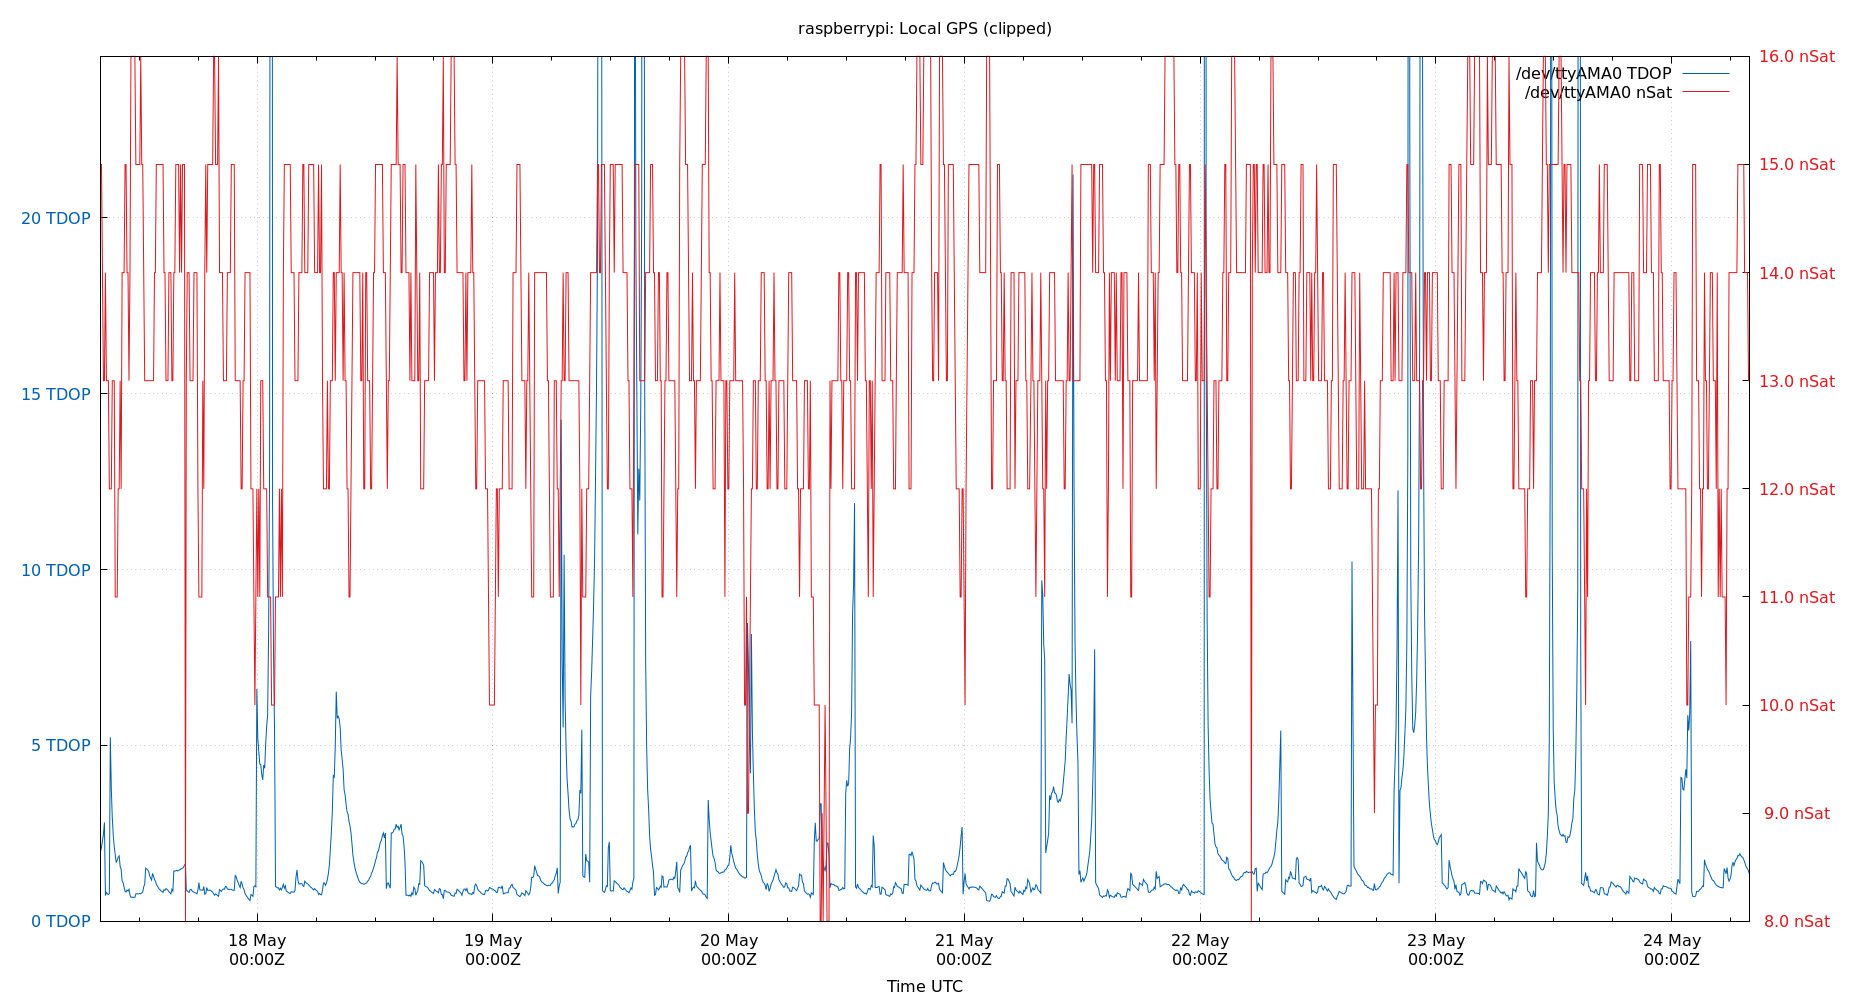 raspberrypi: Local GPS (clipped)
/dev/ttyAMA0 TDOP
/dev/ttyAMA0 nSat
20 TDOP
15 TDOP
10 TDOP
5 TDOP
0 TDOP
16.0 nSat
15.0 nSat
14.0 nSat
13.0 nSat
12.0 nSat
11.0 nSat
10.0 nSat
9.0 nSat
8.0 nSat
18 May
00:00Z
19 May
00:00Z
20 May
00:00Z
21 May
00:00Z
22 May
00:00Z
23 May
00:00Z
24 May
00:00Z
Time UTC